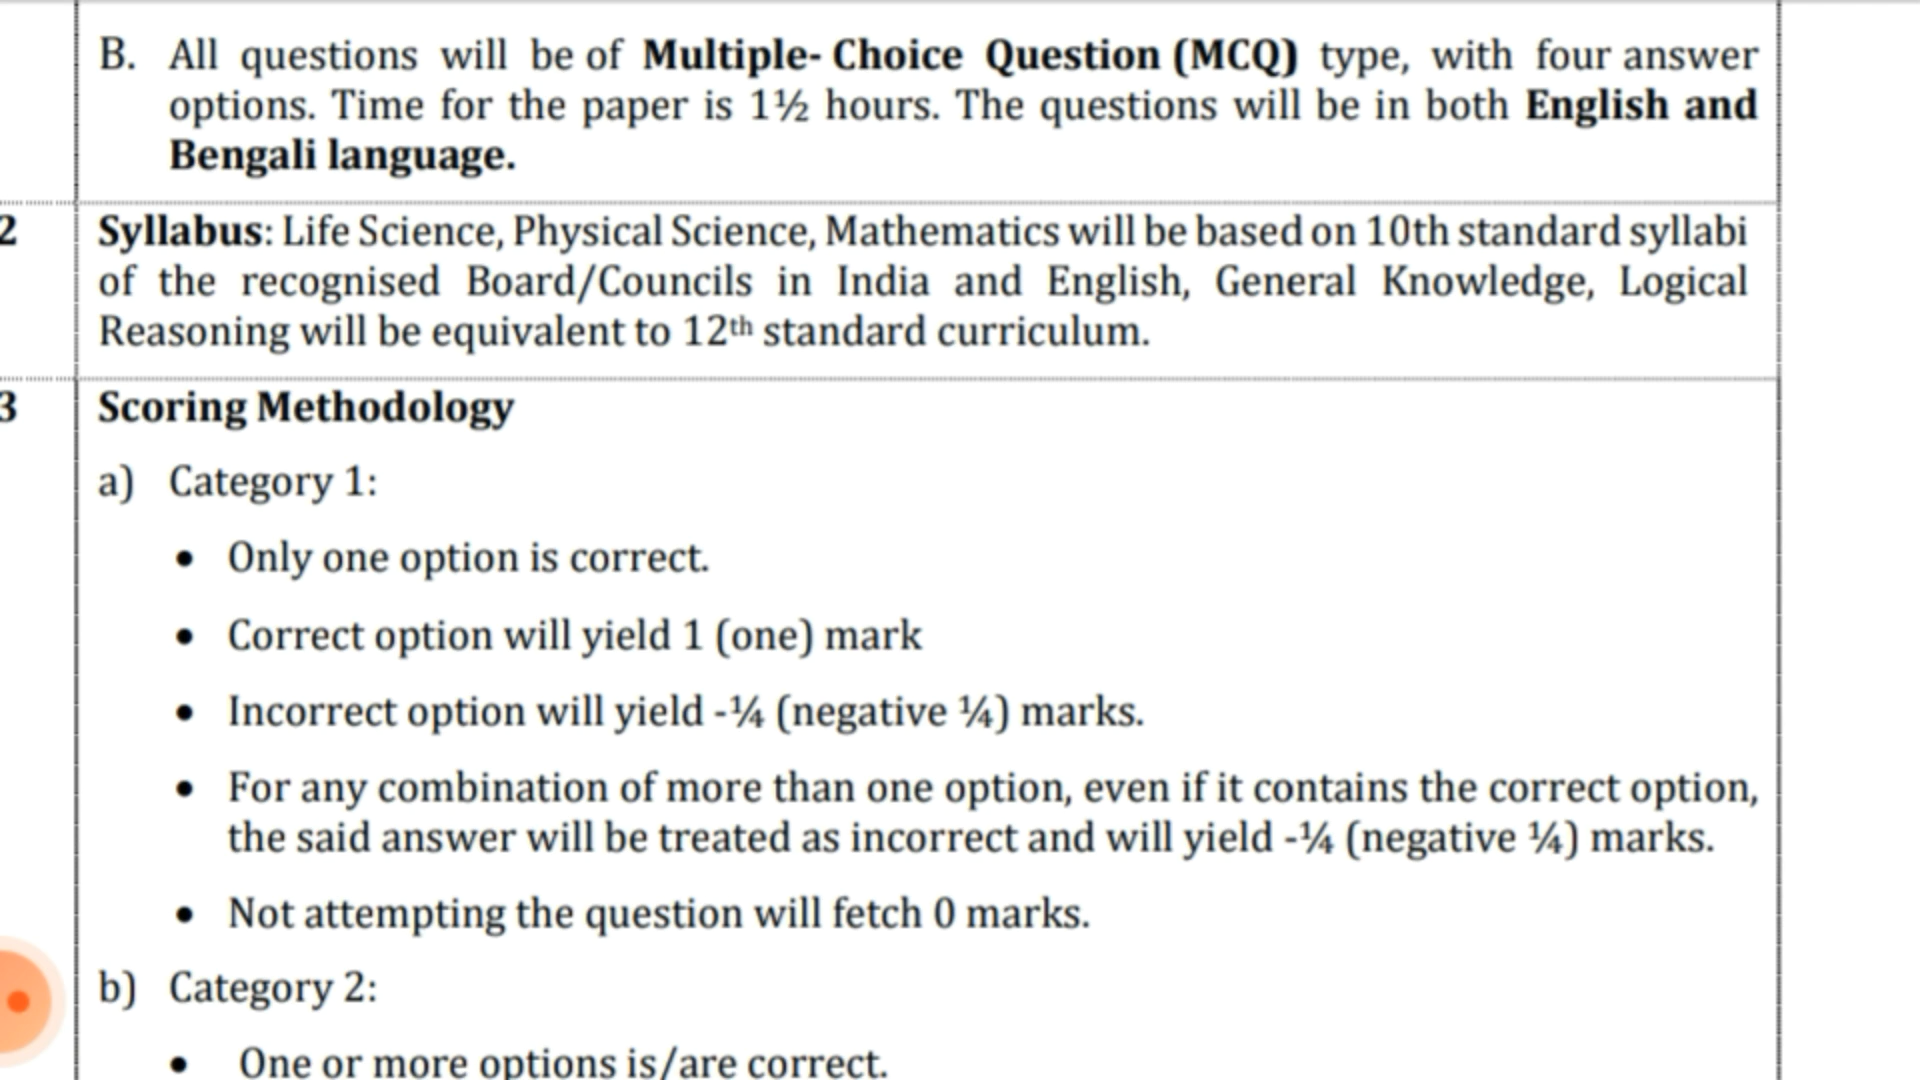 B. All questions will be of Multiple- Choice Question (MCQ) type, with four answer
options. Time for the paper is 1½ hours. The questions will be in both English and
Bengali language.
2 Syllabus: Life Science, Physical Science, Mathematics will be based on 10th standard syllabi
of the recognised Board/Councils in India and English, General Knowledge, Logical
Reasoning will be equivalent to 12th standard curriculum.
3 Scoring Methodology
a) Category 1:
• Only one option is correct.
• Correct option will yield 1 (one) mark
• Incorrect option will yield -¼ (negative ¼) marks.
• For any combination of more than one option, even if it contains the correct option,
the said answer will be treated as incorrect and will yield -¼ (negative ¼) marks.
• Not attempting the question will fetch 0 marks.
b) Category 2:
• One or more options is/are correct.